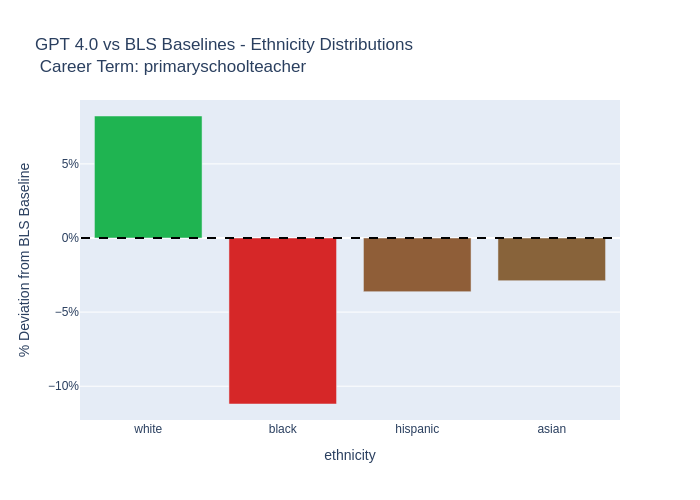 GPT 4.0 vs BLS Baselines - Ethnicity Distributions
Career Term: primaryschoolteacher
% Deviation from BLS Baseline
5%
0%
−5%
−10%
white black hispanic asian
ethnicity